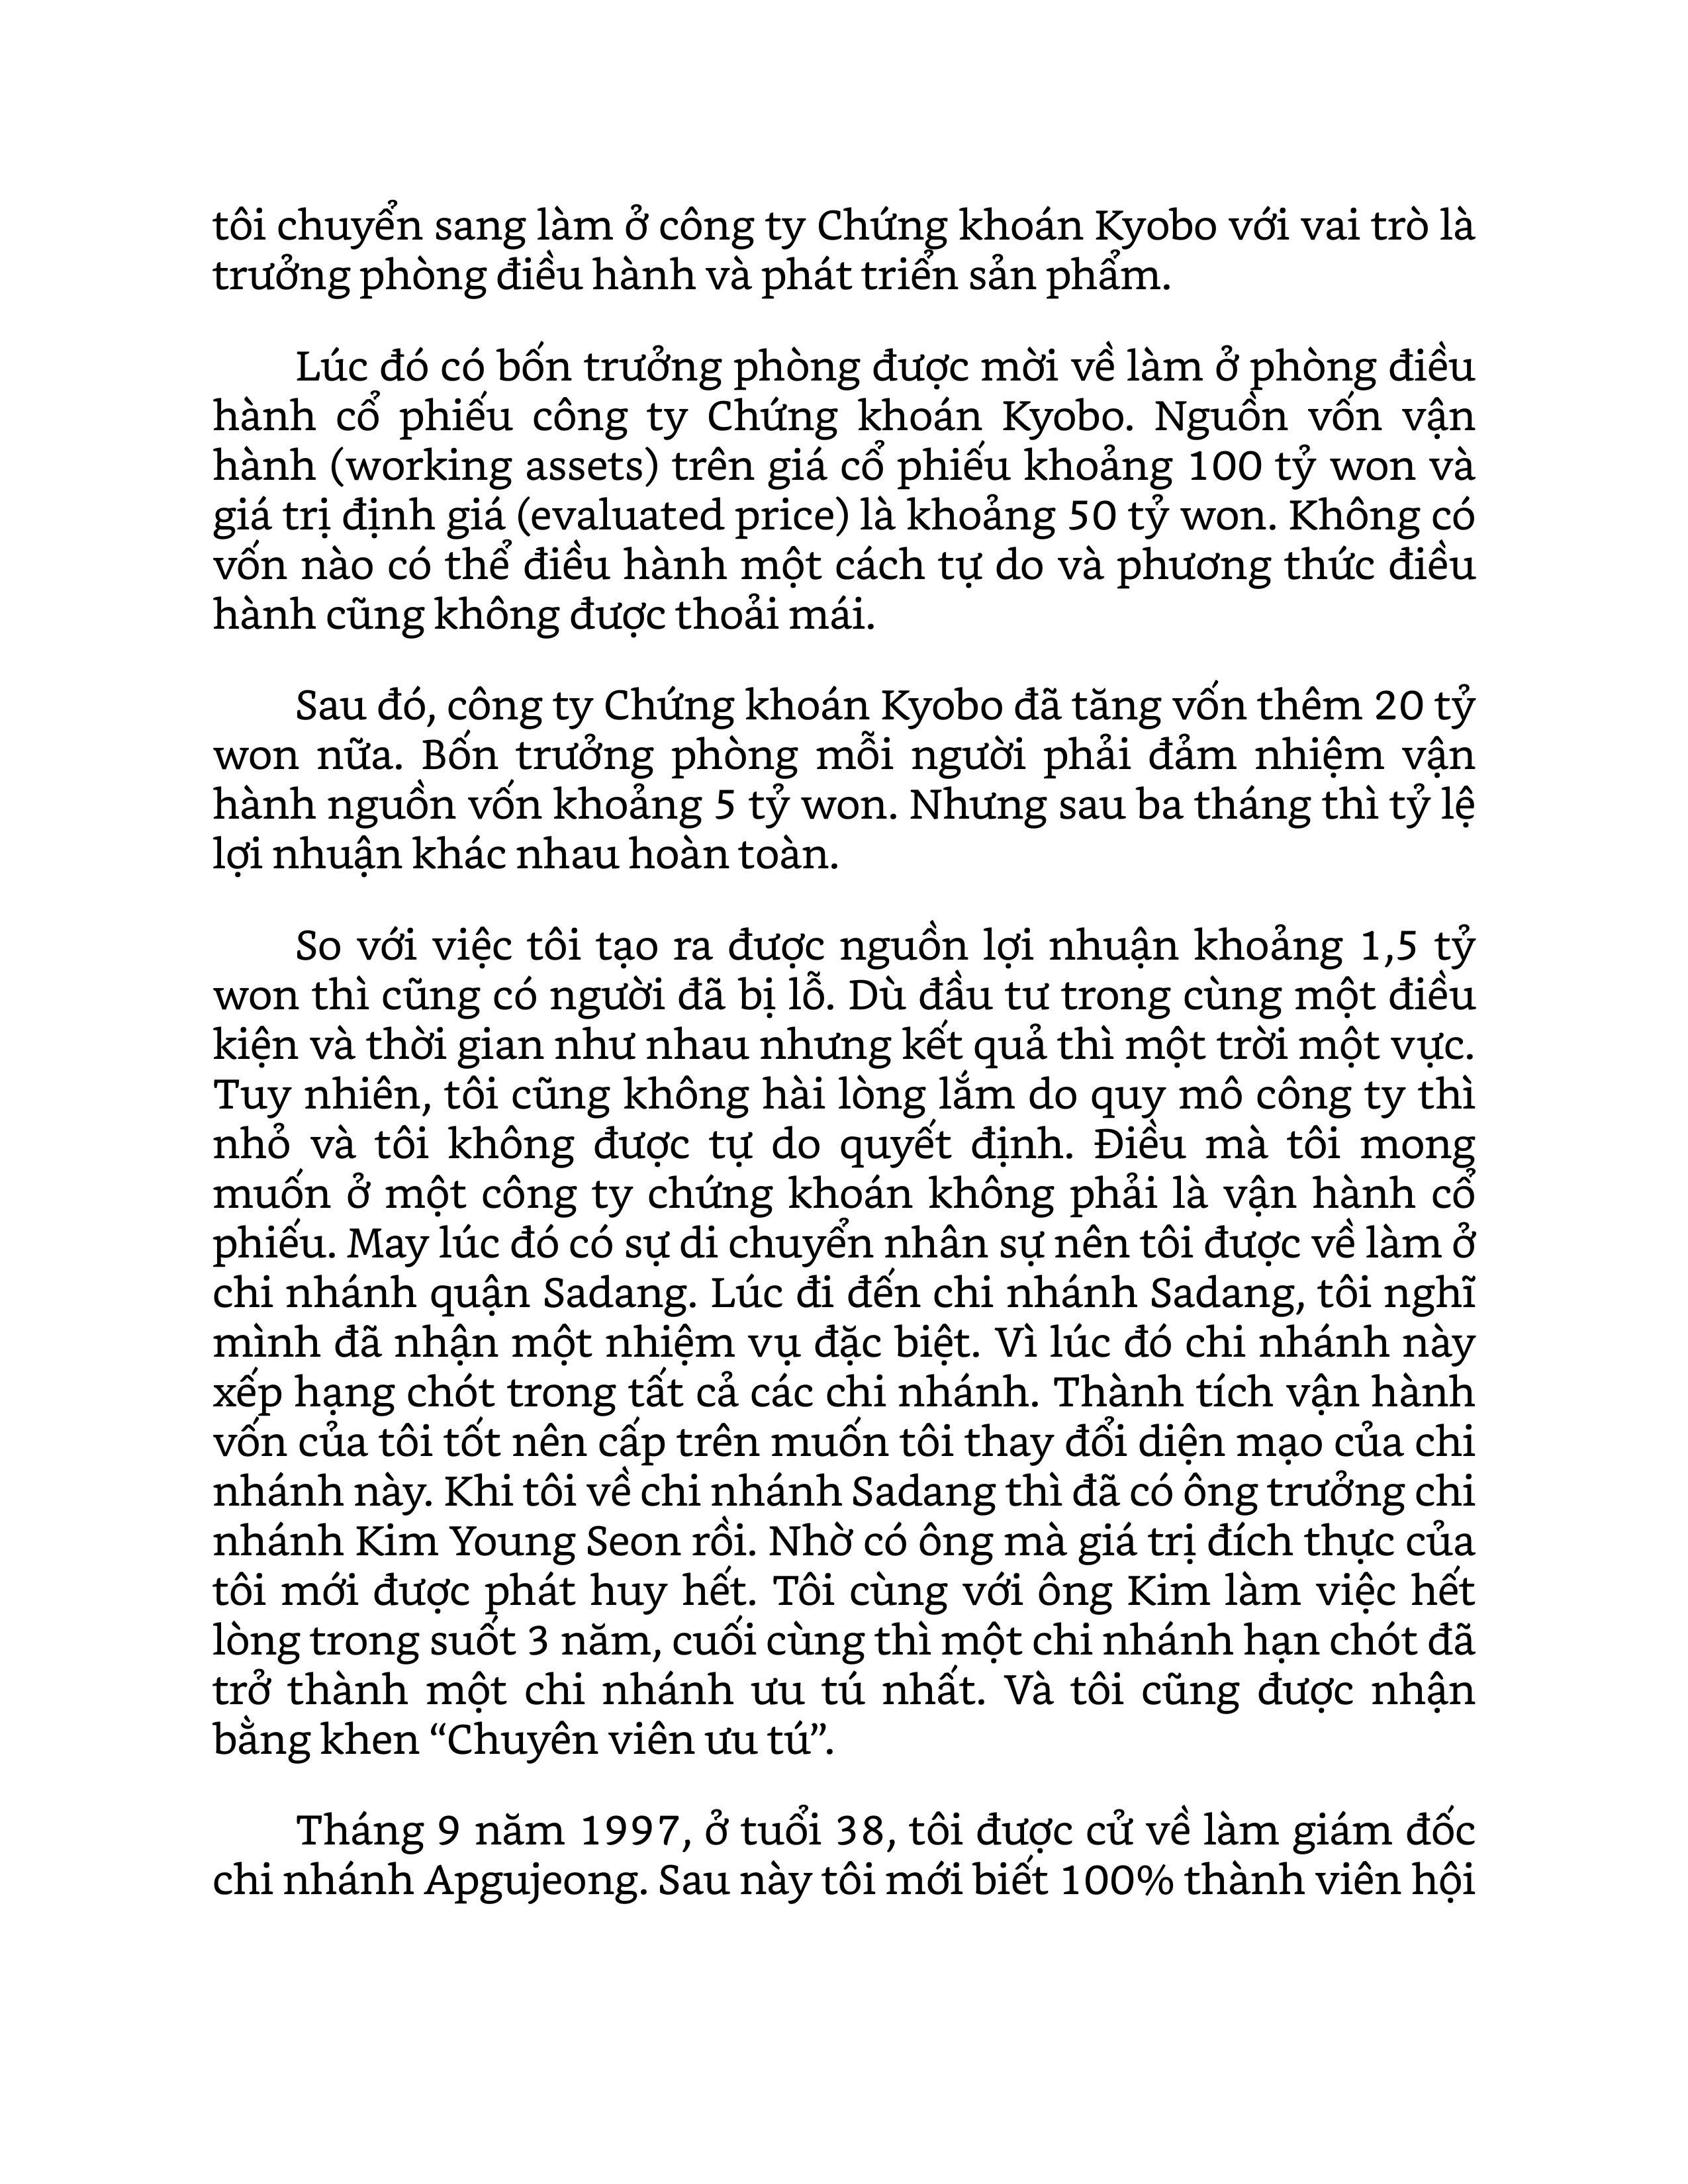 tôi chuyển sang làm ở công ty Chứng khoán Kyobo với vai trò là
trưởng phòng điều hành và phát triển sản phẩm.
Lúc đó có bốn trưởng phòng được mời về làm ở phòng điều
hành cổ phiếu công ty Chứng khoán Kyobo. Nguồn vốn vận
hành (working assets) trên giá cổ phiếu khoảng 100 tỷ won và
giá trị định giá (evaluated price) là khoảng 50 tỷ won. Không có
vốn nào có thể điều hành một cách tự do và phương thức điều
hành cũng không được thoải mái.
Sau đó, công ty Chứng khoán Kyobo đã tăng vốn thêm 20 tỷ
won nữa. Bốn trưởng phòng mỗi người phải đảm nhiệm vận
hành nguồn vốn khoảng 5 tỷ won. Nhưng sau ba tháng thì tỷ lệ
lợi nhuận khác nhau hoàn toàn.
So với việc tôi tạo ra được nguồn lợi nhuận khoảng 1,5 tỷ
won thì cũng có người đã bị lỗ. Dù đầu tư trong cùng một điều
kiện và thời gian như nhau nhưng kết quả thì một trời một vực.
Tuy nhiên, tôi cũng không hài lòng lắm do quy mô công ty thì
nhỏ và tôi không được tự do quyết định. Điều mà tôi mong
muốn ở một công ty chứng khoán không phải là vận hành cổ
phiếu. May lúc đó có sự di chuyển nhân sự nên tôi được về làm ở
chi nhánh quận Sadang. Lúc đi đến chi nhánh Sadang, tôi nghĩ
mình đã nhận một nhiệm vụ đặc biệt. Vì lúc đó chi nhánh này
xếp hạng chót trong tất cả các chi nhánh. Thành tích vận hành
vốn của tôi tốt nên cấp trên muốn tôi thay đổi diện mạo của chi
nhánh này. Khi tôi về chi nhánh Sadang thì đã có ông trưởng chi
nhánh Kim Young Seon rồi. Nhờ có ông mà giá trị đích thực của
tôi mới được phát huy hết. Tôi cùng với ông Kim làm việc hết
lòng trong suốt 3 năm, cuối cùng thì một chi nhánh hạn chót đã
trở thành một chi nhánh ưu tú nhất. Và tôi cũng được nhận
bằng khen “Chuyên viên ưu tú”.
Tháng 9 năm 1997, ở tuổi 38, tôi được cử về làm giám đốc
chi nhánh Apgujeong. Sau này tôi mới biết 100% thành viên hội